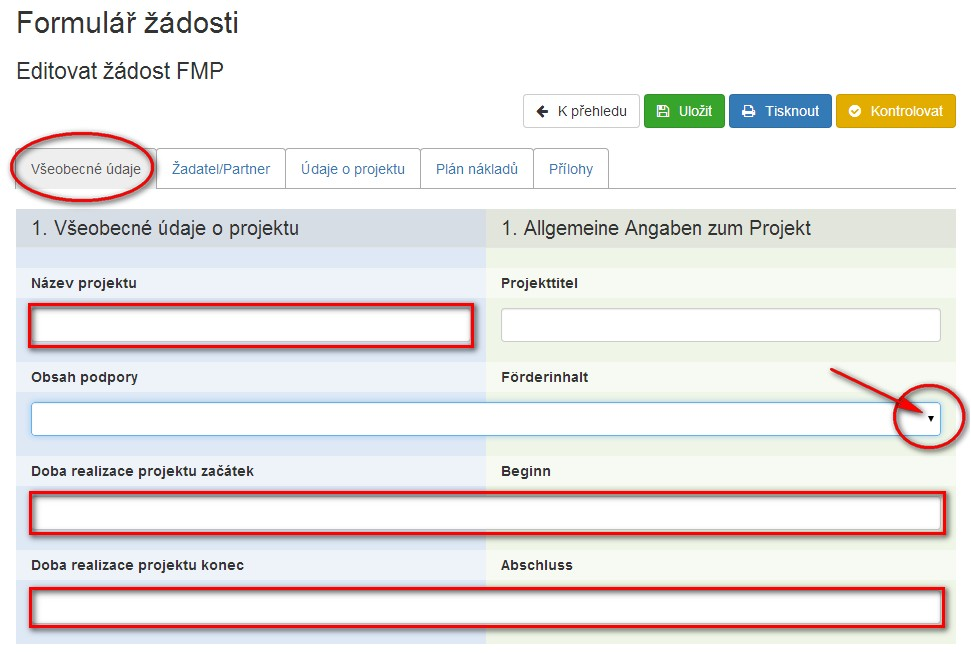 Formulář žádosti
Editovat žádost FMP
K přehledu Uložit Tisknout Kontrolovat
Všeobecné údaje Žadatel/Partner Údaje o projektu Plán nákladů Přílohy
1. Všeobecné údaje o projektu 1. Allgemeine Angaben zum Projekt
Název projektu Projekttitel
Obsah podpory Förderinhalt
Doba realizace projektu začátek Beginn
Doba realizace projektu konec Abschluss